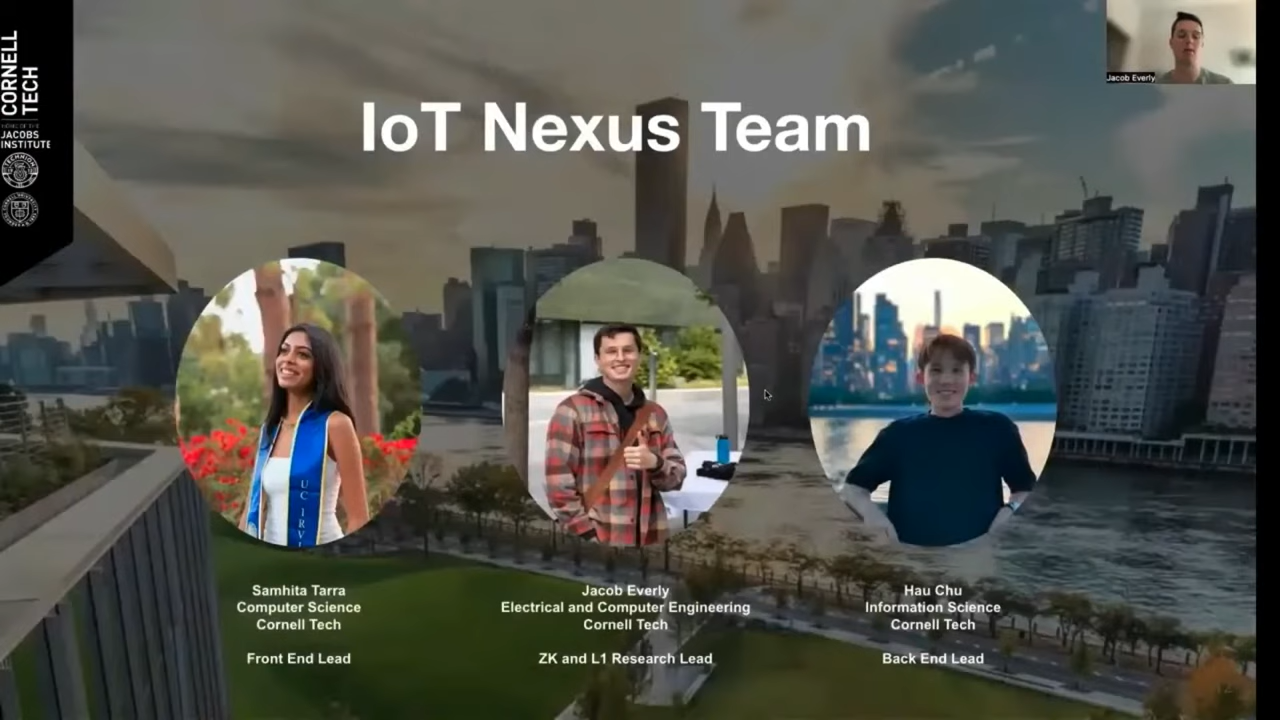 CORNELL
TECH
JACOBS
INSTITUTE
Jacob Everly
IoT Nexus Team
UC IRVI
Samhita Tarra
Computer Science
Cornell Tech
Front End Lead
Jacob Everly
Electrical and Computer Engineering
Cornell Tech
ZK and L1 Research Lead
Hau Chu
Information Science
Cornell Tech
Back End Lead